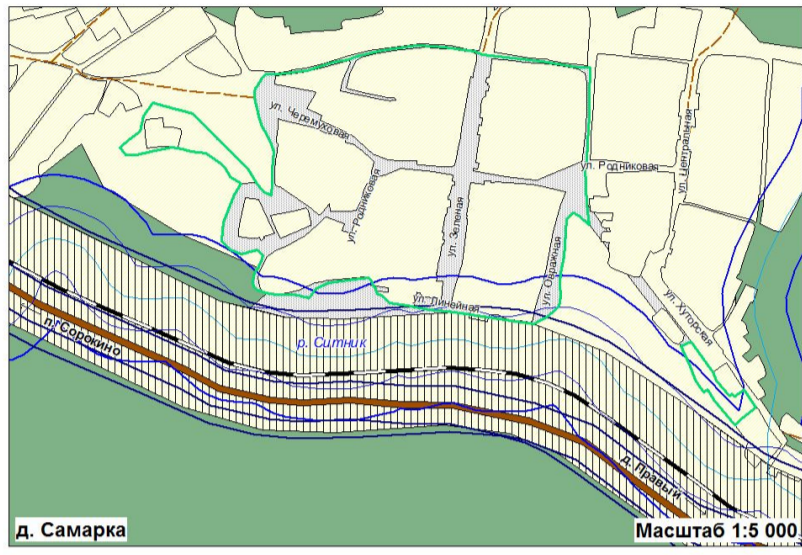 ул. Черемуховая
ул. Родниковая
ул. Зеленая
ул. Родниковая
ул. Центральная
ул. Овражная
ул. Линейная
ул. Хуторская
р. Ситник
п. Сорокино
д. Правый
д. Самарка
Масштаб 1:5 000